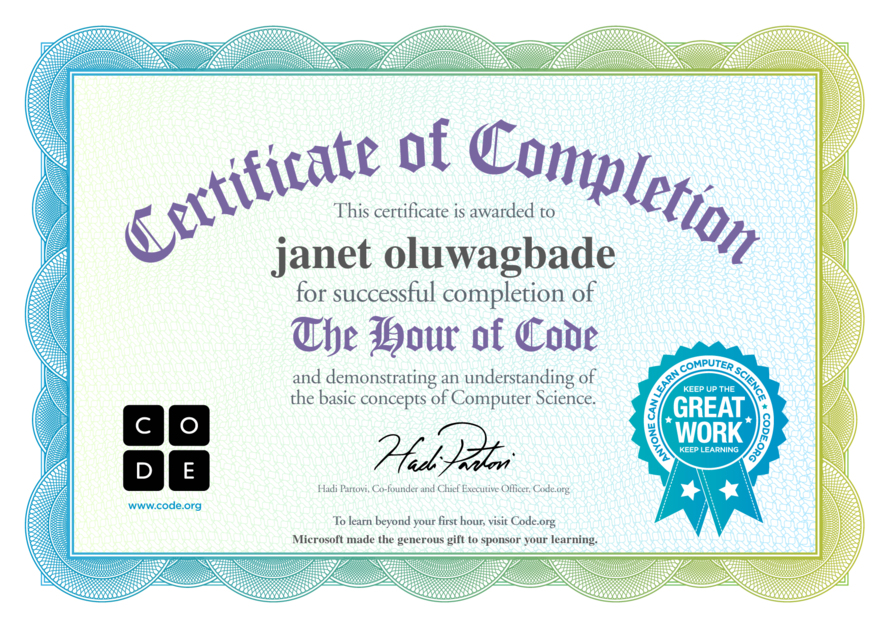 Certificate of Completion
This certificate is awarded to
janet oluwagbade
for successful completion of
The Hour of Code
and demonstrating an understanding of
the basic concepts of Computer Science.
C O
D E
www.code.org
Hadi Partovi
Hadi Partovi, Co-founder and Chief Executive Officer, Code.org
To learn beyond your first hour, visit Code.org
Microsoft made the generous gift to sponsor your learning.
ANYONE CAN LEARN COMPUTER SCIENCE ★ CODE.ORG
KEEP UP THE
GREAT
WORK
KEEP LEARNING